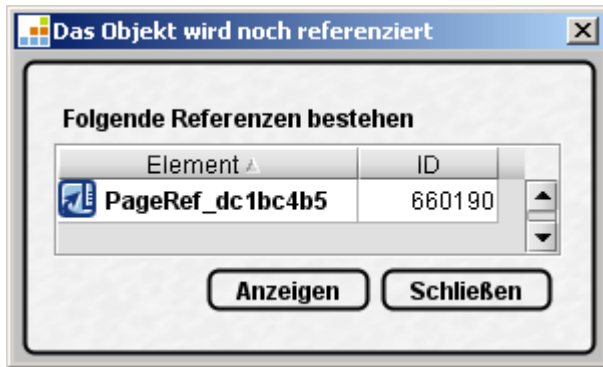 Das Objekt wird noch referenziert
Folgende Referenzen bestehen
Element ID
PageRef_dc1bc4b5 660190
Anzeigen Schließen